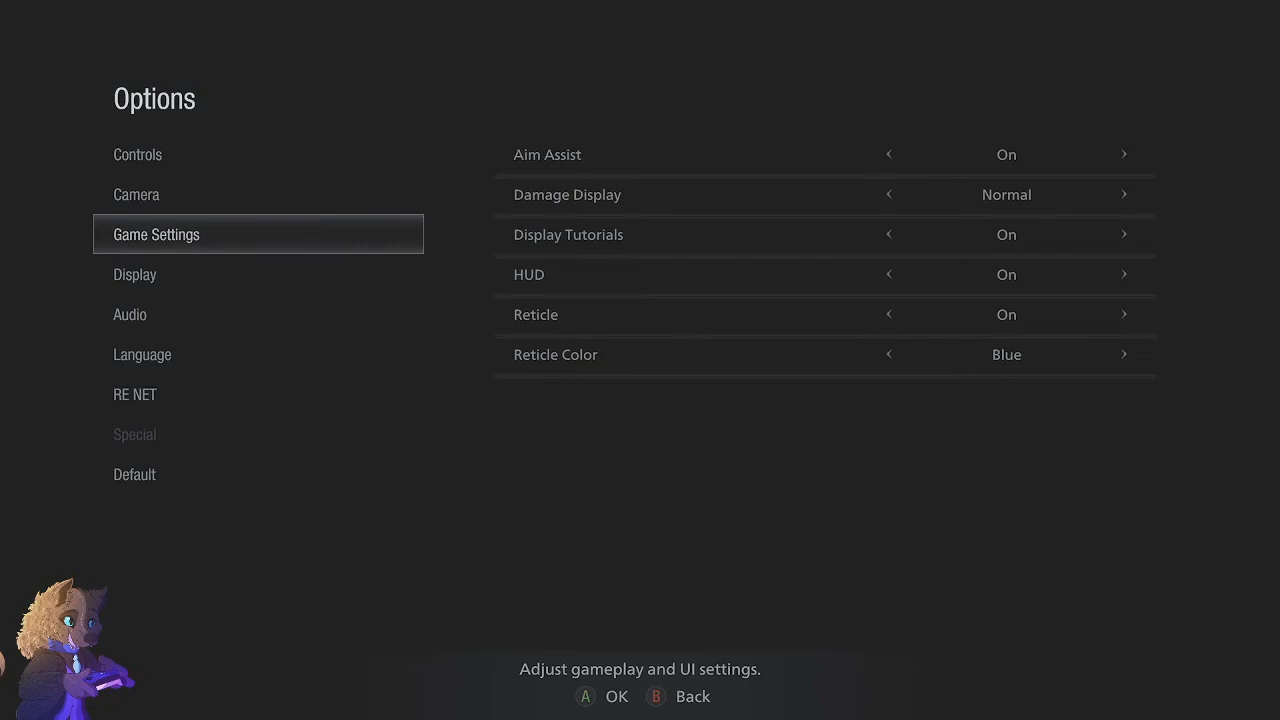 Options
Controls
Camera
Game Settings
Display
Audio
Language
RE NET
Special
Default
Aim Assist < On >
Damage Display < Normal >
Display Tutorials < On >
HUD < On >
Reticle < On >
Reticle Color < Blue >
Adjust gameplay and UI settings.
A OK B Back